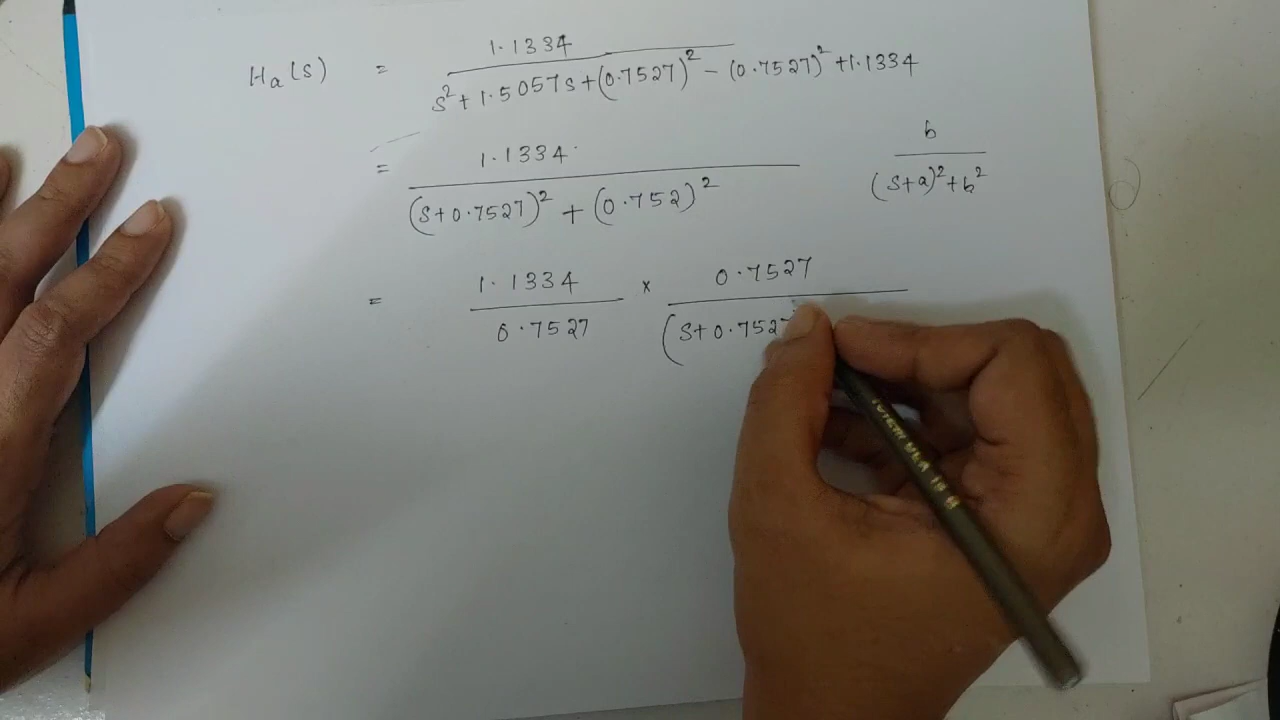 Ha(s) = 1.1334 / s² + 1.5057s + (0.7527)² - (0.7527)² + 1.1334
= 1.1334 / (s+0.7527)² + (0.752)²
b / (s+a)² + b²
= 1.1334 / 0.7527 × 0.7527 / (s+0.7527